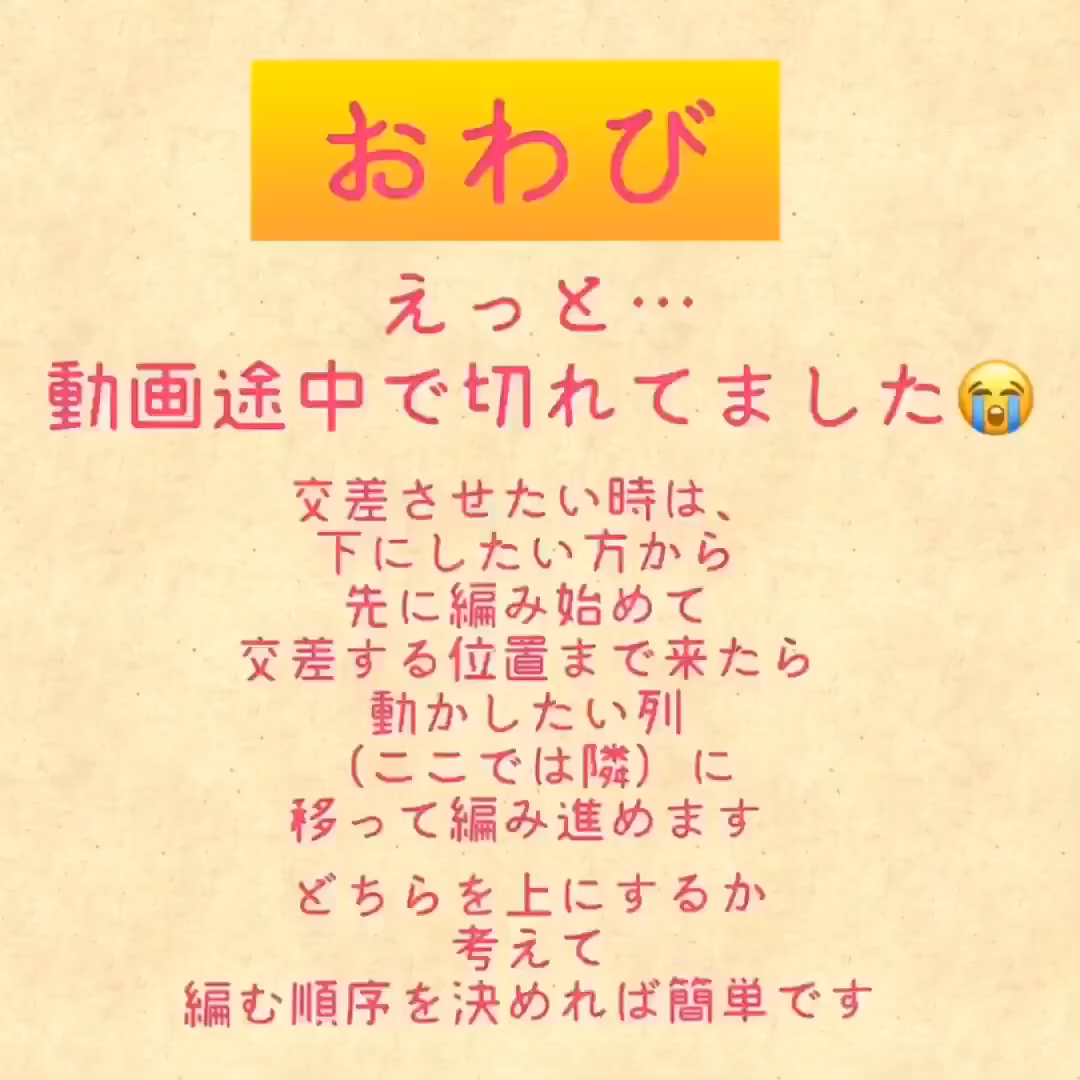 おわび
えっと…
動画途中で切れてました😭
交差させたい時は、
下にしたい方から
先に編み始めて
交差する位置まで来たら
動かしたい列
（ここでは隣）に
移って編み進めます
どちらを上にするか
考えて
編む順序を決めれば簡単です